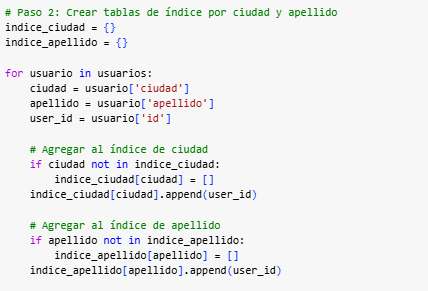 # Paso 2: Crear tablas de índice por ciudad y apellido
indice_ciudad = {}
indice_apellido = {}

for usuario in usuarios:
    ciudad = usuario['ciudad']
    apellido = usuario['apellido']
    user_id = usuario['id']

    # Agregar al índice de ciudad
    if ciudad not in indice_ciudad:
        indice_ciudad[ciudad] = []
    indice_ciudad[ciudad].append(user_id)

    # Agregar al índice de apellido
    if apellido not in indice_apellido:
        indice_apellido[apellido] = []
    indice_apellido[apellido].append(user_id)